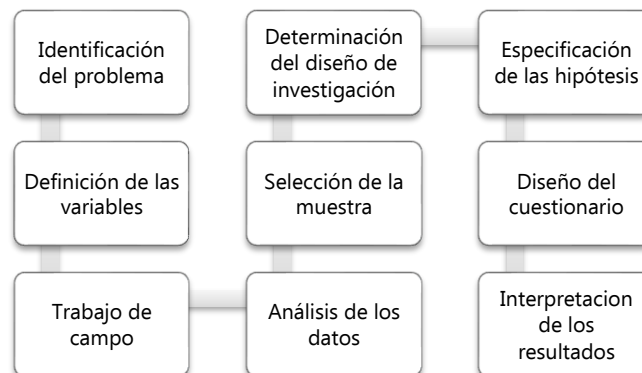 Identificación
del problema
Determinación
del diseño de
investigación
Especificación
de las hipótesis
Definición de las
variables
Selección de la
muestra
Diseño del
cuestionario
Trabajo de
campo
Análisis de los
datos
Interpretacion
de los
resultados